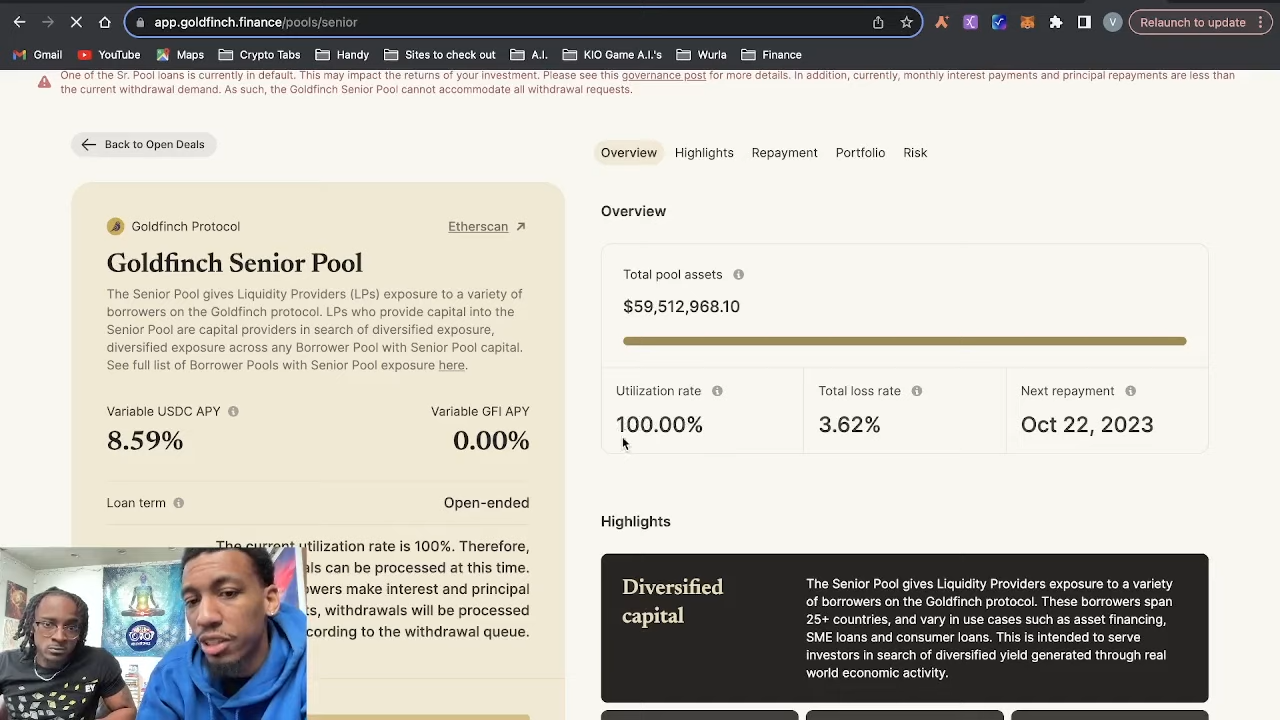 app.goldfinch.finance/pools/senior
V
Relaunch to update
Gmail
YouTube
Maps
Crypto Tabs
Handy
Sites to check out
A.I.
KIO Game A.I.'s
Wurla
Finance
One of the Sr. Pool loans is currently in default. This may impact the returns of your investment. Please see this governance post for more details. In addition, currently, monthly interest payments and principal repayments are less than
the current withdrawal demand. As such, the Goldfinch Senior Pool cannot accommodate all withdrawal requests.
Back to Open Deals
Overview
Highlights
Repayment
Portfolio
Risk
Goldfinch Protocol
Etherscan
Goldfinch Senior Pool
The Senior Pool gives Liquidity Providers (LPs) exposure to a variety
of borrowers on the Goldfinch protocol. LPs who provide capital into the
Senior Pool are capital providers in search of diversified exposure,
diversified exposure across any Borrower Pool with Senior Pool capital.
See full list of Borrower Pools with Senior Pool exposure here.
Variable USDC APY
Variable GFI APY
8.59%
0.00%
Loan term
Open-ended
The current utilization rate is 100%. Therefore,
can be processed at this time.
make interest and principal
withdrawals will be processed
according to the withdrawal queue.
Overview
Total pool assets
$59,512,968.10
Utilization rate
100.00%
Total loss rate
3.62%
Next repayment
Oct 22, 2023
Highlights
Diversified
capital
The Senior Pool gives Liquidity Providers exposure to a variety
of borrowers on the Goldfinch protocol. These borrowers span
25+ countries, and vary in use cases such as asset financing,
SME loans and consumer loans. This is intended to serve
investors in search of diversified yield generated through real
world economic activity.